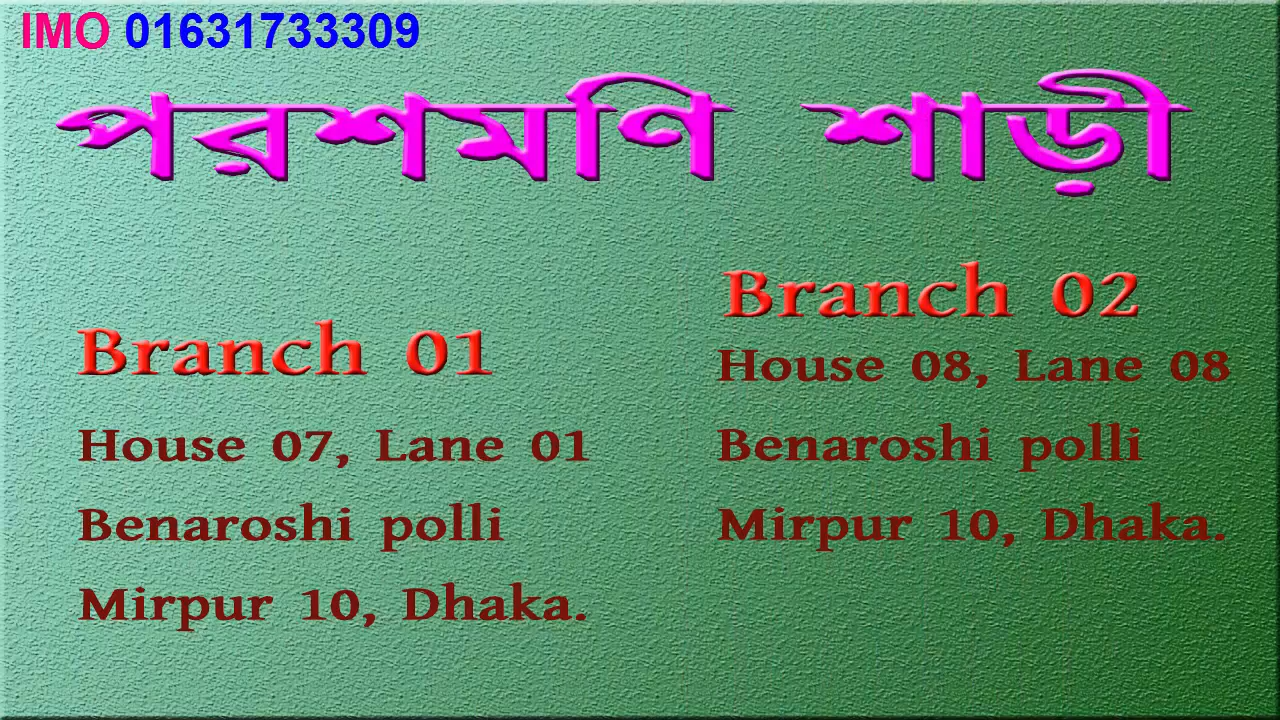 IMO 01631733309
পরশমণি শাড়ী
Branch 01
House 07, Lane 01
Benaroshi polli
Mirpur 10, Dhaka.
Branch 02
House 08, Lane 08
Benaroshi polli
Mirpur 10, Dhaka.